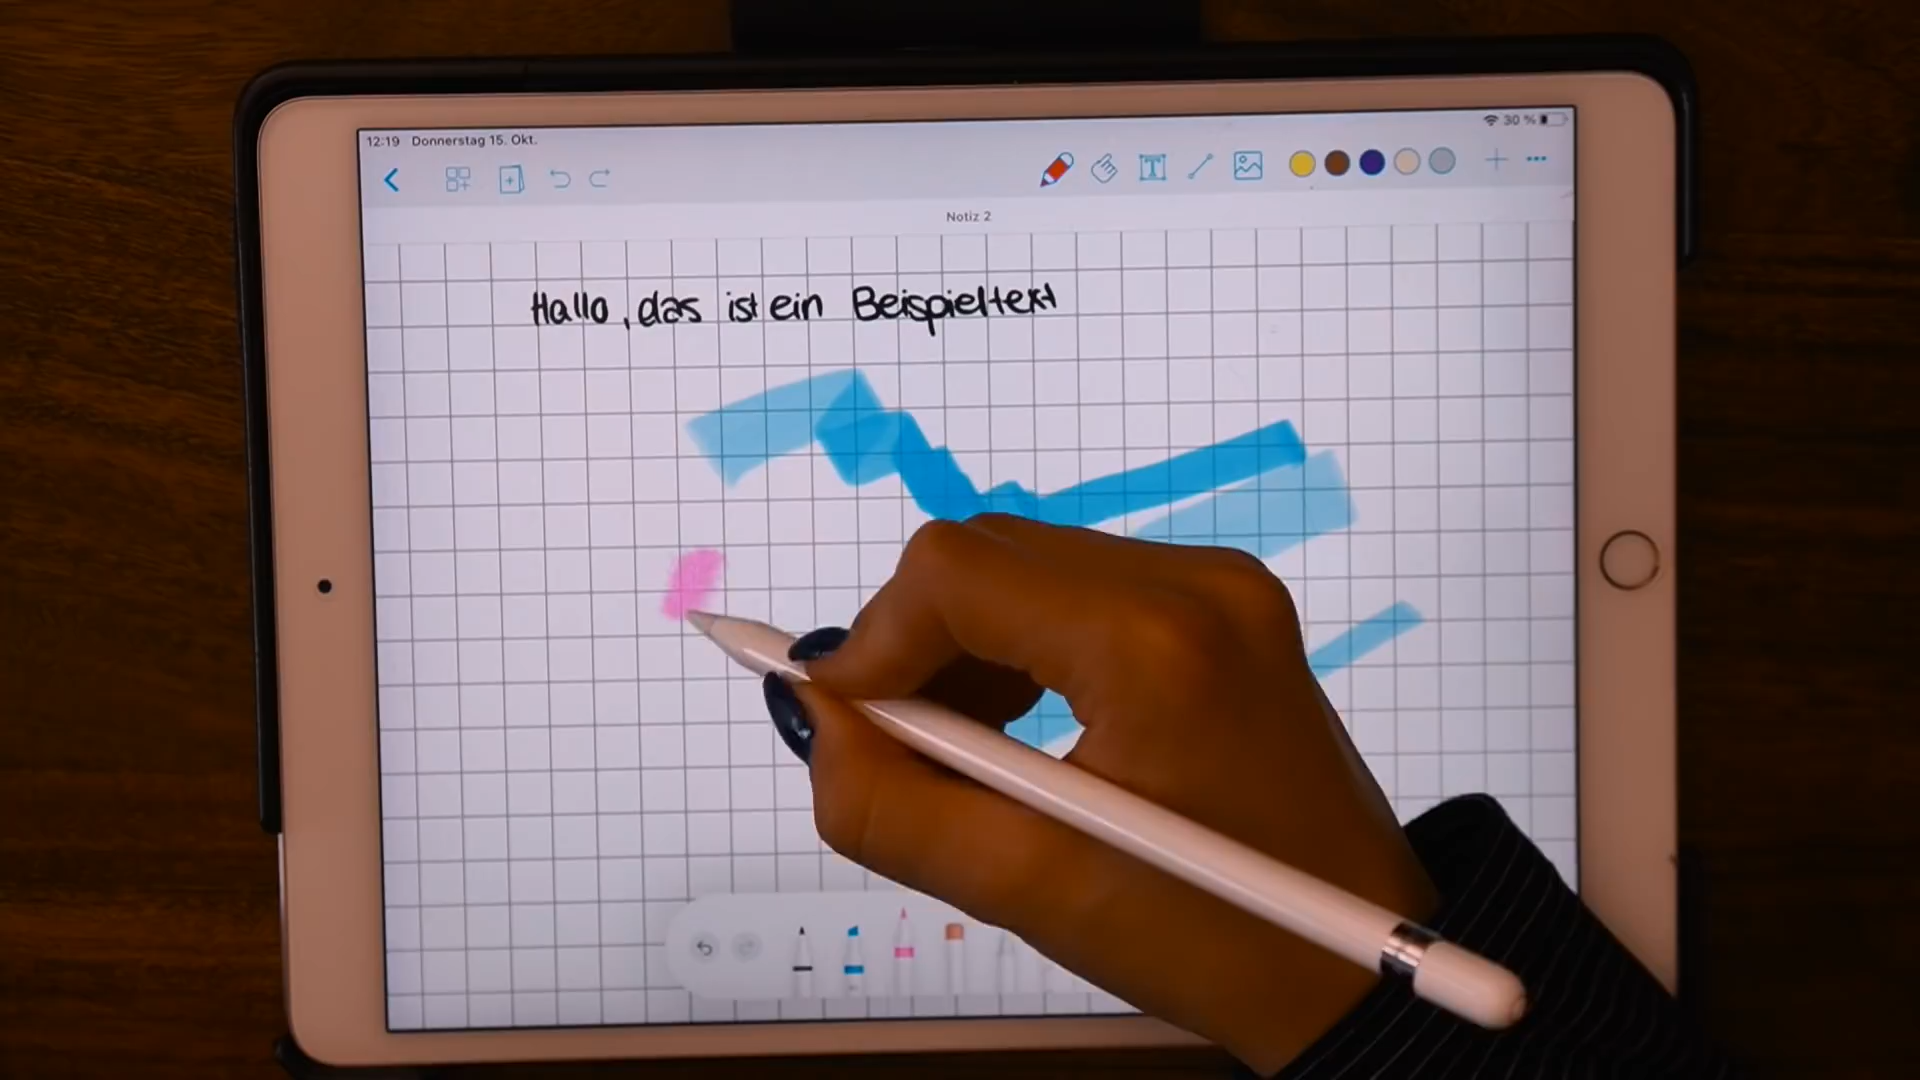 12:19 Donnerstag 15. Okt.
30 %
Notiz 2
Hallo, das ist ein Beispieltext